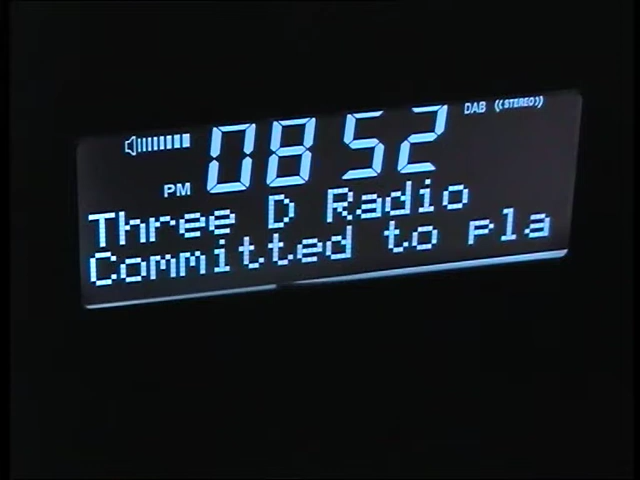 DAB ((STEREO))
PM 08 52
Three D Radio
Committed to pla